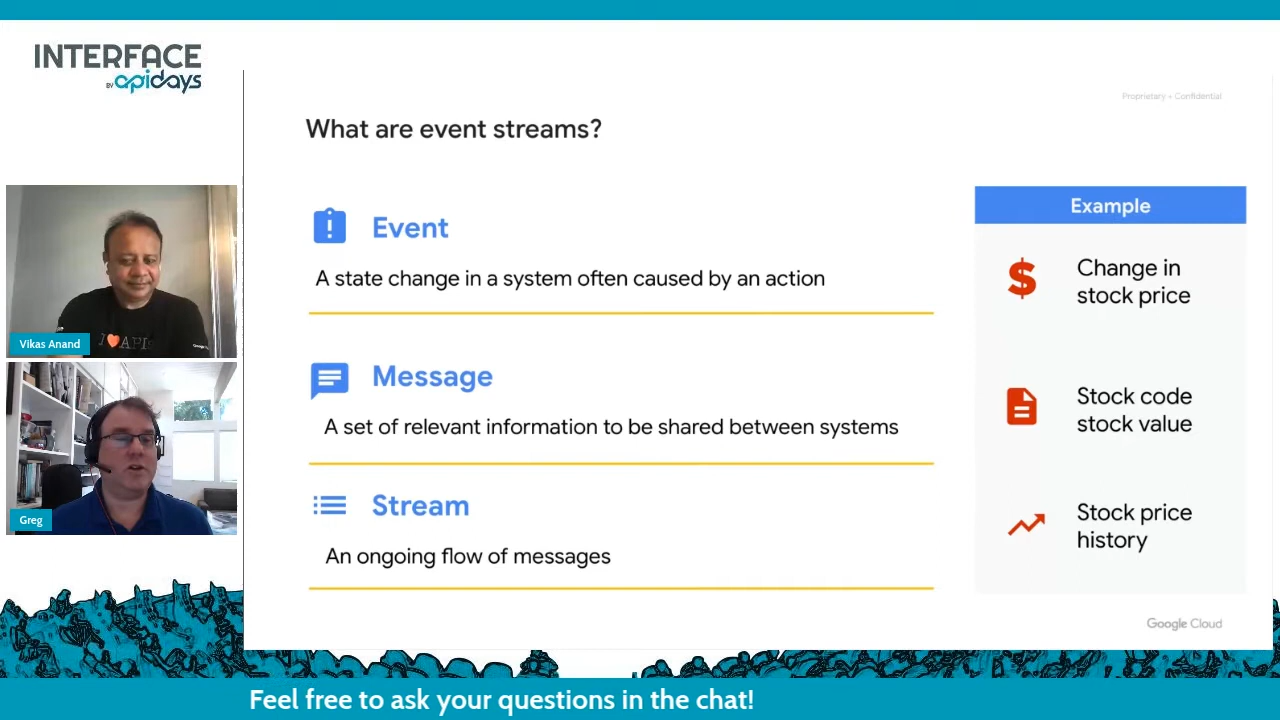 INTERFACE
BY apidays
Proprietary + Confidential
What are event streams?
Event
A state change in a system often caused by an action
Message
A set of relevant information to be shared between systems
Stream
An ongoing flow of messages
Example
Change in
stock price
Stock code
stock value
Stock price
history
Google Cloud
Vikas Anand
I ❤ APIs
Greg
Feel free to ask your questions in the chat!